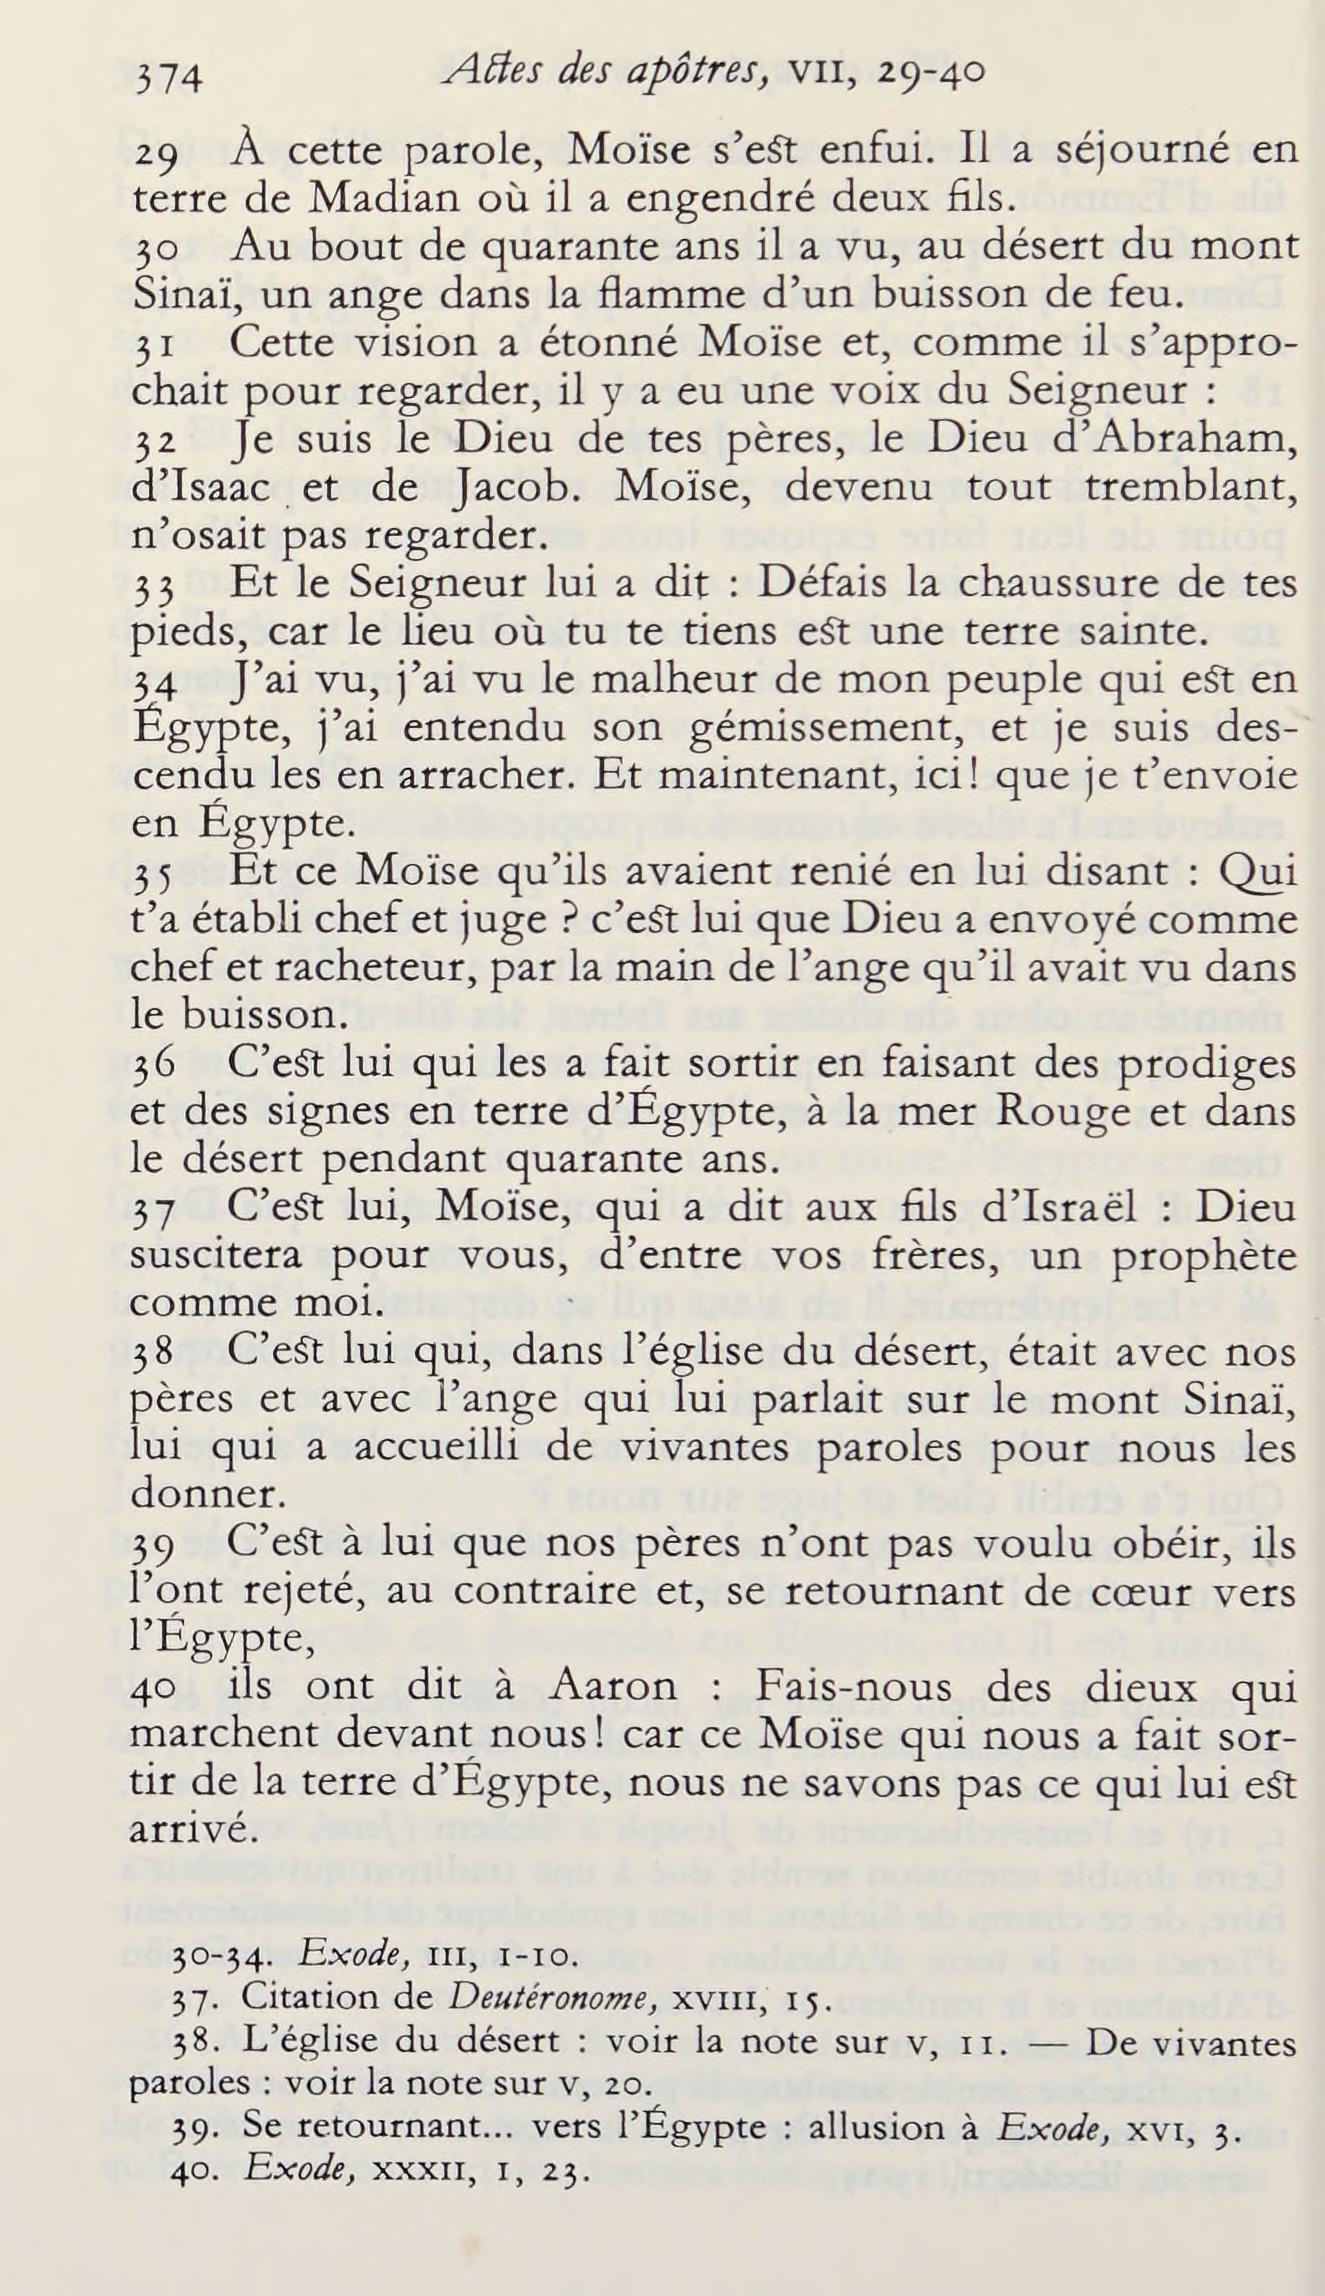 374 Actes des apôtres, VII, 29-40
29 À cette parole, Moïse s’est enfui. Il a séjourné en
terre de Madian où il a engendré deux fils.
30 Au bout de quarante ans il a vu, au désert du mont
Sinaï, un ange dans la flamme d’un buisson de feu.
31 Cette vision a étonné Moïse et, comme il s’appro-
chait pour regarder, il y a eu une voix du Seigneur :
32 Je suis le Dieu de tes pères, le Dieu d’Abraham,
d’Isaac et de Jacob. Moïse, devenu tout tremblant,
n’osait pas regarder.
33 Et le Seigneur lui a dit : Défais la chaussure de tes
pieds, car le lieu où tu te tiens est une terre sainte.
34 J’ai vu, j’ai vu le malheur de mon peuple qui est en
Égypte, j’ai entendu son gémissement, et je suis des-
cendu les en arracher. Et maintenant, ici! que je t’envoie
en Égypte.
35 Et ce Moïse qu’ils avaient renié en lui disant : Qui
t’a établi chef et juge ? c’est lui que Dieu a envoyé comme
chef et racheteur, par la main de l’ange qu’il avait vu dans
le buisson.
36 C’est lui qui les a fait sortir en faisant des prodiges
et des signes en terre d’Égypte, à la mer Rouge et dans
le désert pendant quarante ans.
37 C’est lui, Moïse, qui a dit aux fils d’Israël : Dieu
suscitera pour vous, d’entre vos frères, un prophète
comme moi.
38 C’est lui qui, dans l’église du désert, était avec nos
pères et avec l’ange qui lui parlait sur le mont Sinaï,
lui qui a accueilli de vivantes paroles pour nous les
donner.
39 C’est à lui que nos pères n’ont pas voulu obéir, ils
l’ont rejeté, au contraire et, se retournant de cœur vers
l’Égypte,
40 ils ont dit à Aaron : Fais-nous des dieux qui
marchent devant nous! car ce Moïse qui nous a fait sor-
tir de la terre d’Égypte, nous ne savons pas ce qui lui est
arrivé.
30-34. Exode, III, 1-10.
37. Citation de Deutéronome, XVIII, 15.
38. L’église du désert : voir la note sur V, 11. — De vivantes
paroles : voir la note sur V, 20.
39. Se retournant... vers l’Égypte : allusion à Exode, XVI, 3.
40. Exode, XXXII, 1, 23.